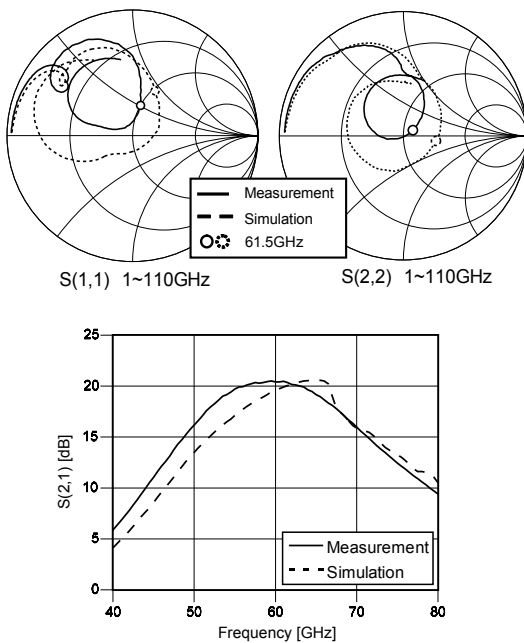 Measurement
Simulation
61.5GHz
S(1,1) 1~110GHz
S(2,2) 1~110GHz
25
20
15
10
5
0
S(2,1) [dB]
Measurement
Simulation
40
50
60
70
80
Frequency [GHz]